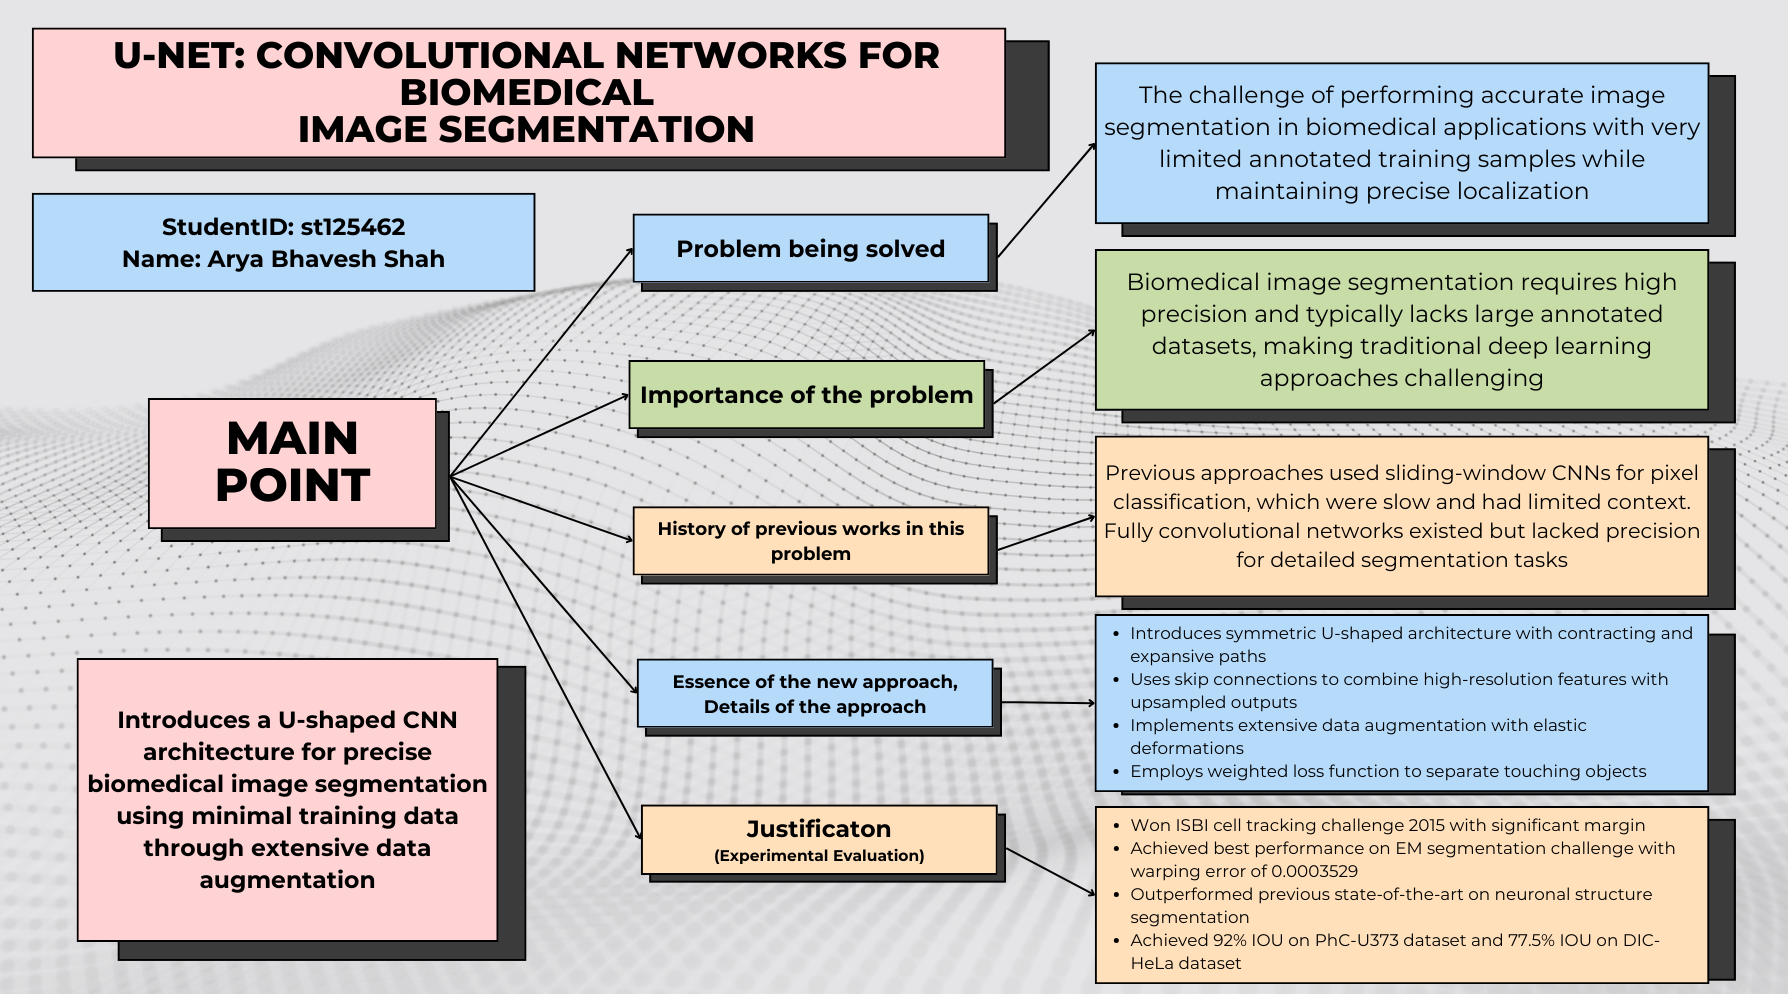 U-NET: CONVOLUTIONAL NETWORKS FOR
BIOMEDICAL
IMAGE SEGMENTATION
StudentID: st125462
Name: Arya Bhavesh Shah
MAIN
POINT
Introduces a U-shaped CNN
architecture for precise
biomedical image segmentation
using minimal training data
through extensive data
augmentation
Problem being solved
The challenge of performing accurate image
segmentation in biomedical applications with very
limited annotated training samples while
maintaining precise localization
Importance of the problem
Biomedical image segmentation requires high
precision and typically lacks large annotated
datasets, making traditional deep learning
approaches challenging
History of previous works in this
problem
Previous approaches used sliding-window CNNs for pixel
classification, which were slow and had limited context.
Fully convolutional networks existed but lacked precision
for detailed segmentation tasks
Essence of the new approach,
Details of the approach
• Introduces symmetric U-shaped architecture with contracting and
expansive paths
• Uses skip connections to combine high-resolution features with
upsampled outputs
• Implements extensive data augmentation with elastic
deformations
• Employs weighted loss function to separate touching objects
Justificaton
(Experimental Evaluation)
• Won ISBI cell tracking challenge 2015 with significant margin
• Achieved best performance on EM segmentation challenge with
warping error of 0.0003529
• Outperformed previous state-of-the-art on neuronal structure
segmentation
• Achieved 92% IOU on PhC-U373 dataset and 77.5% IOU on DIC-
HeLa dataset